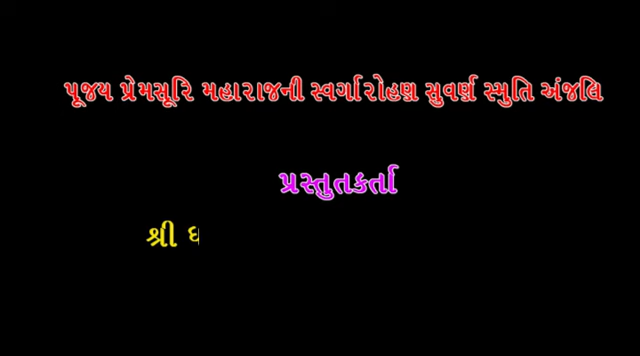 પૂજ્ય પ્રેમસૂરિ મહારાજની સ્વર્ગારોહણ સુવર્ણ સ્મુતિ અંજલિ
પ્રસ્તુતકર્તા
શ્રી